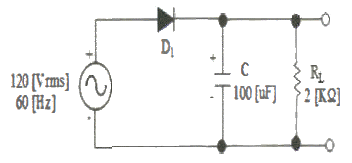 D1
+
120 [Vrms]
60 [Hz]
-
+
C
100 [uF]
-
RL
2 [KΩ]